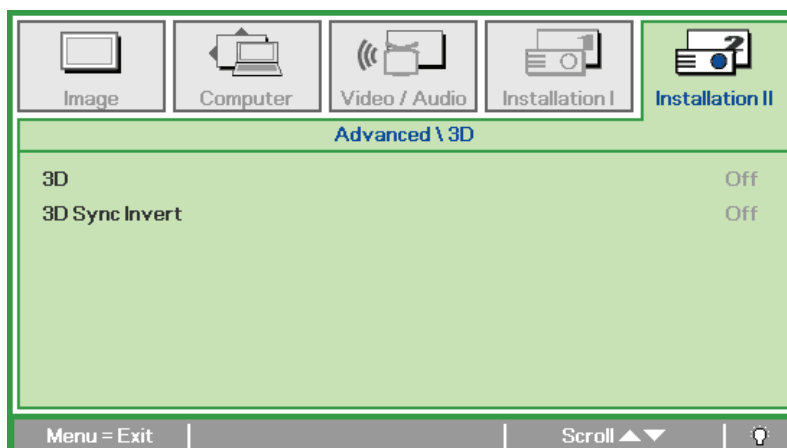 Image
Computer
Video / Audio
Installation I
Installation II
Advanced \ 3D
3D Off
3D Sync Invert Off
Menu = Exit
Scroll ▲▼